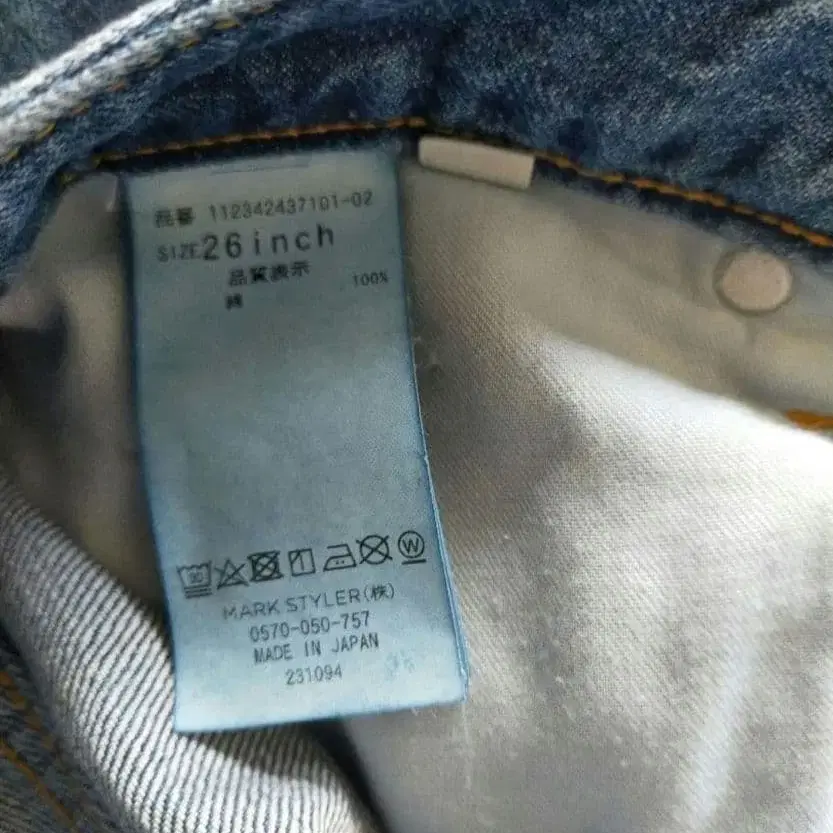 品番 112342437101-02
SIZE 26inch
品質表示
綿 100%
30
W
MARK STYLER(株)
0570-050-757
MADE IN JAPAN
231094